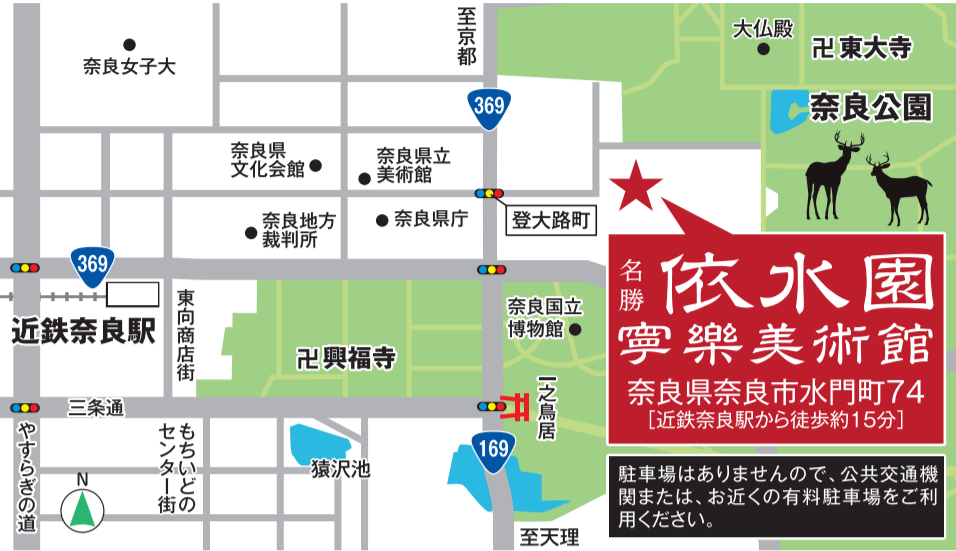 至京都
大仏殿
卍東大寺
奈良女子大
369
奈良公園
奈良県
文化会館
奈良県立
美術館
登大路町
奈良地方
裁判所
奈良県庁
369
名勝
依水園
寧樂美術館
奈良県奈良市水門町74
[近鉄奈良駅から徒歩約15分]
近鉄奈良駅
東向商店街
奈良国立
博物館
卍興福寺
一之鳥居
三条通
やすらぎの道
もちいどの
センター街
猿沢池
169
N
至天理
駐車場はありませんので、公共交通機
関または、お近くの有料駐車場をご利
用ください。